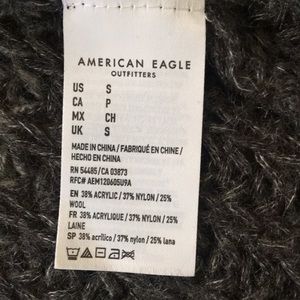 AMERICAN EAGLE
OUTFITTERS
US S
CA P
MX CH
UK S
MADE IN CHINA / FABRIQUÉ EN CHINE /
HECHO EN CHINA
RN 54485/CA 03873
RFC# AEM120605U9A
EN 38% ACRYLIC / 37% NYLON / 25%
WOOL
FR 38% ACRYLIQUE / 37% NYLON / 25%
LAINE
SP 38% acrílico / 37% nylon / 25% lana